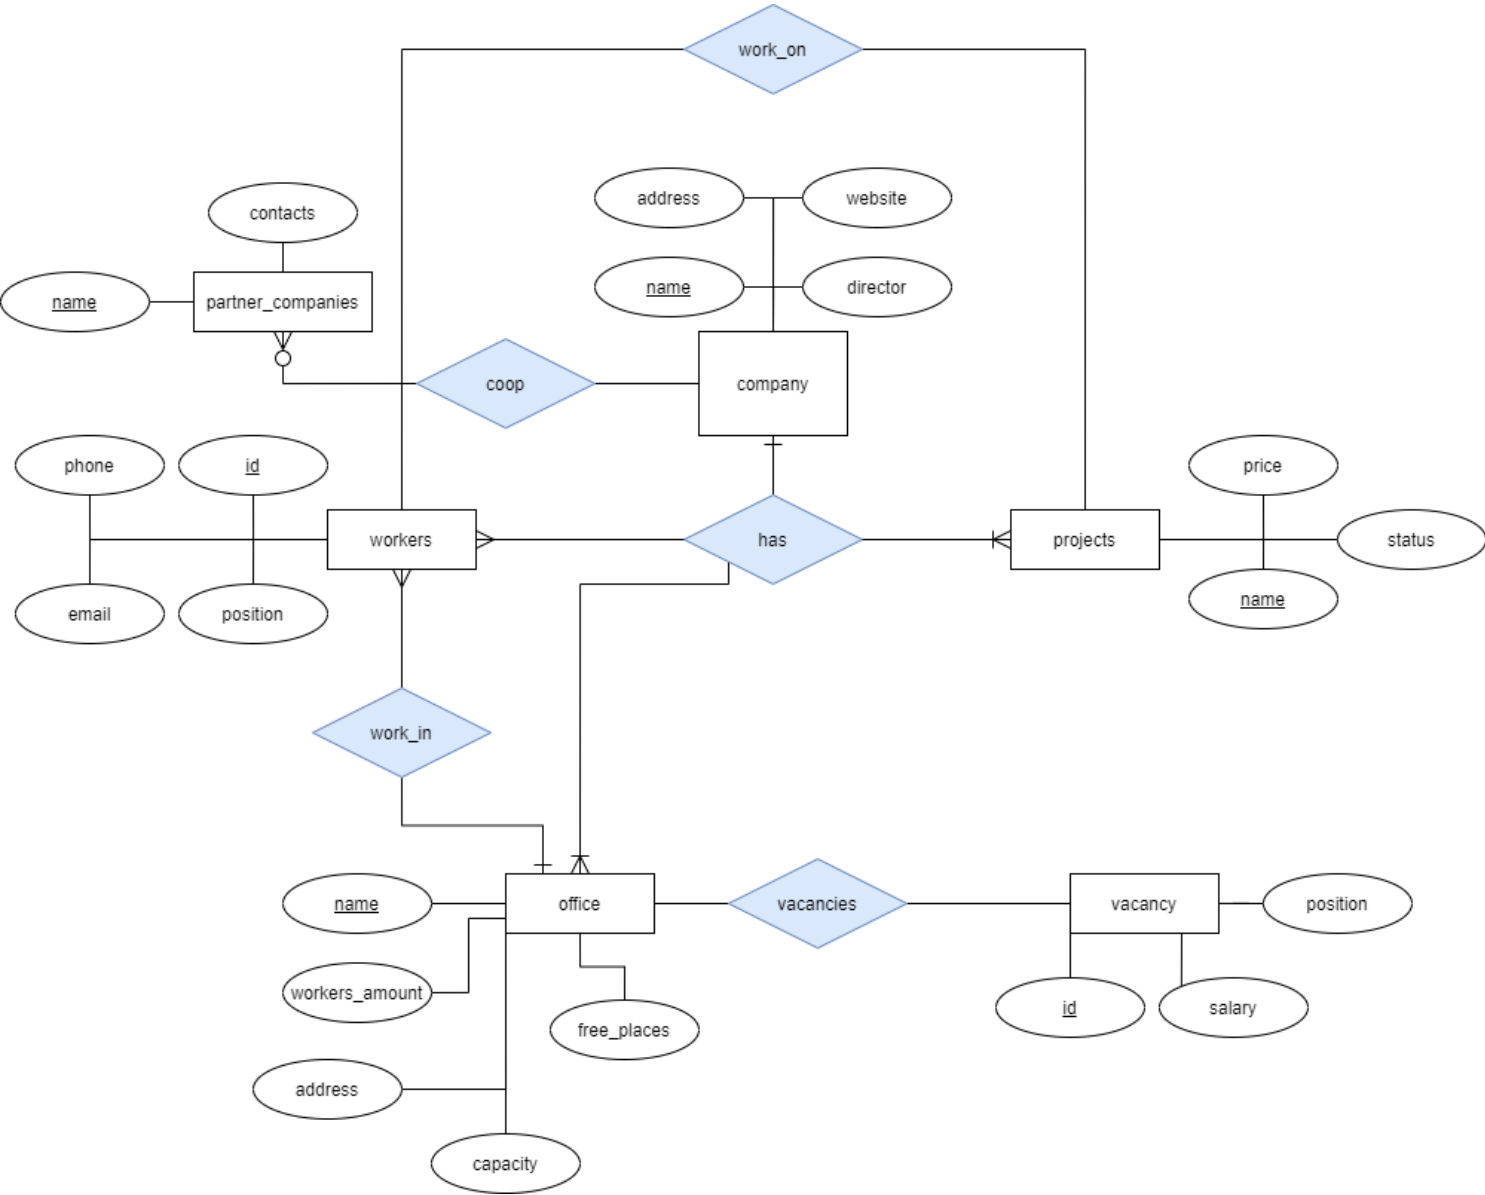 work_on
address
website
contacts
name
director
name
partner_companies
coop
company
phone
id
price
workers
has
projects
status
email
position
name
work_in
name
office
vacancies
vacancy
position
workers_amount
id
salary
free_places
address
capacity